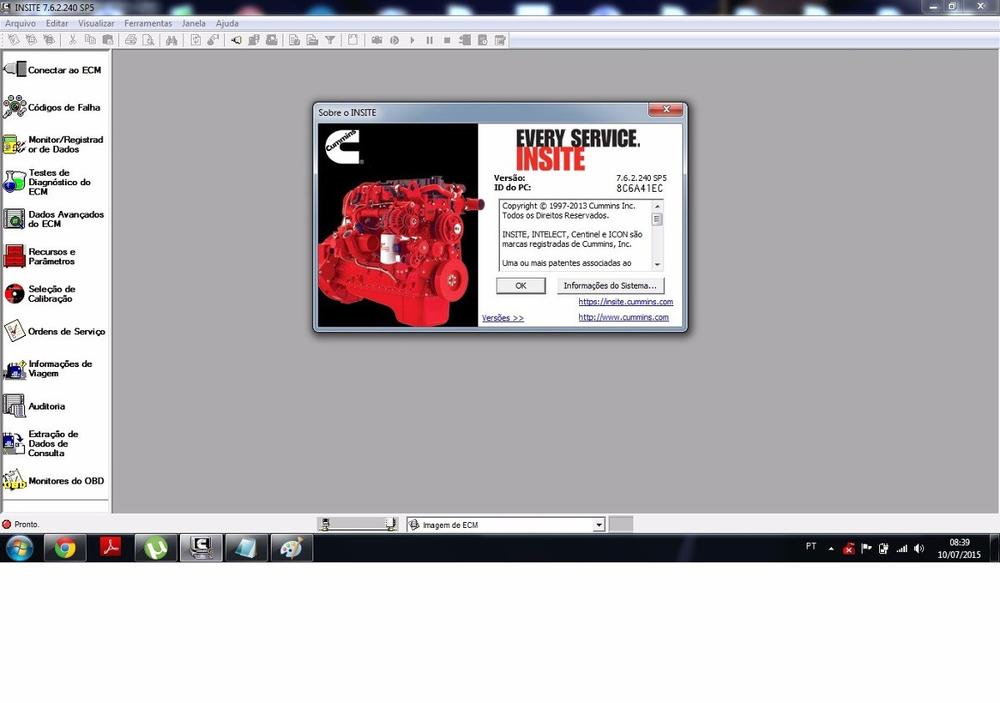 INSITE 7.6.2.240 SP5
Arquivo Editar Visualizar Ferramentas Janela Ajuda
Conectar ao ECM
Códigos de Falha
Monitor/Registrad
or de Dados
Testes de
Diagnóstico do
ECM
Dados Avançados
do ECM
Recursos e
Parâmetros
Seleção de
Calibração
Ordens de Serviço
Informações de
Viagem
Auditoria
Extração de
Dados de
Consulta
Monitores do OBD
Sobre o INSITE
Cummins
EVERY SERVICE.
INSITE
Versão: 7.6.2.240 SP5
ID do PC: 8C6A41EC
Copyright © 1997-2013 Cummins Inc.
Todos os Direitos Reservados.
INSITE, INTELECT, Centinel e ICON são
marcas registradas de Cummins, Inc.
Uma ou mais patentes associadas ao
OK Informações do Sistema...
https://insite.cummins.com
Versões >> http://www.cummins.com
Pronto. Imagem de ECM
PT 08:39
10/07/2015